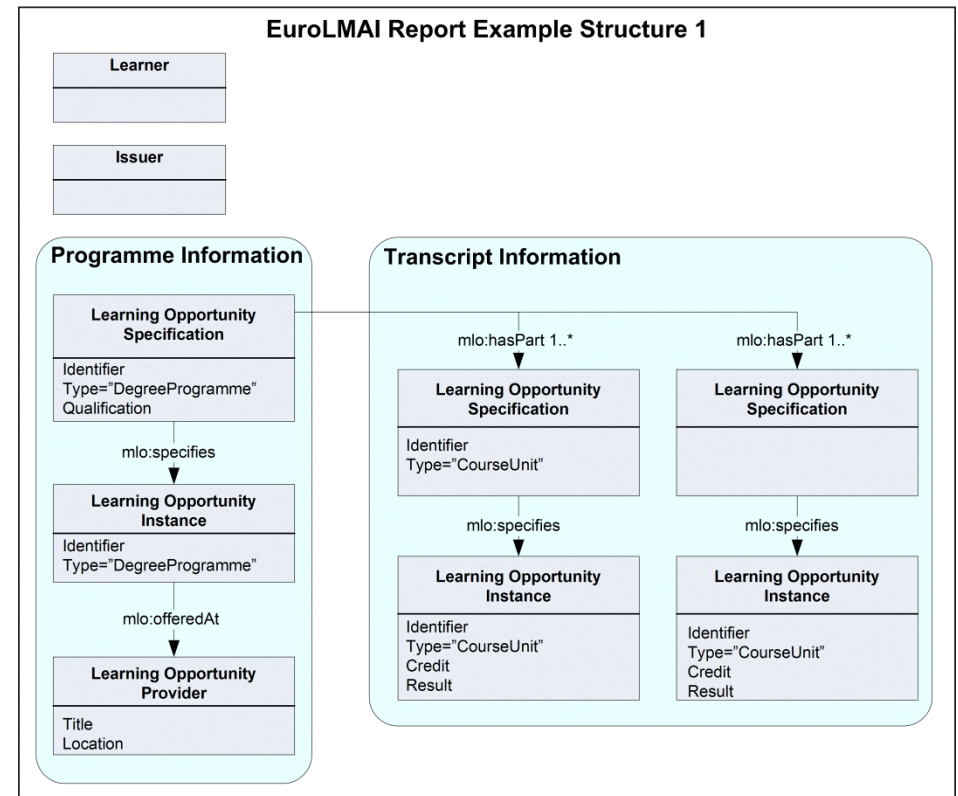 EuroLMAI Report Example Structure 1
Learner
Issuer
Programme Information
Learning Opportunity
Specification
Identifier
Type=”DegreeProgramme”
Qualification
mlo:specifies
Learning Opportunity
Instance
Identifier
Type=”DegreeProgramme”
mlo:offeredAt
Learning Opportunity
Provider
Title
Location
Transcript Information
mlo:hasPart 1..*
Learning Opportunity
Specification
Identifier
Type=”CourseUnit”
mlo:specifies
Learning Opportunity
Instance
Identifier
Type=”CourseUnit”
Credit
Result
mlo:hasPart 1..*
Learning Opportunity
Specification
mlo:specifies
Learning Opportunity
Instance
Identifier
Type=”CourseUnit”
Credit
Result